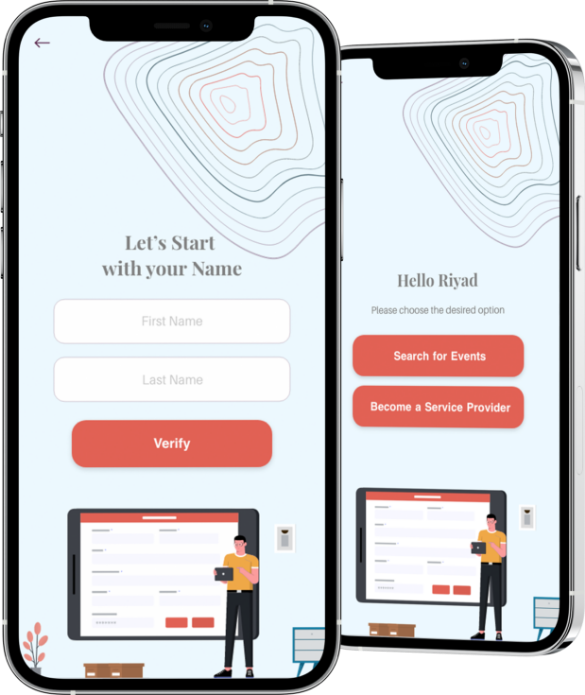 Let's Start
with your Name
First Name
Last Name
Verify
Hello Riyad
Please choose the desired option
Search for Events
Become a Service Provider